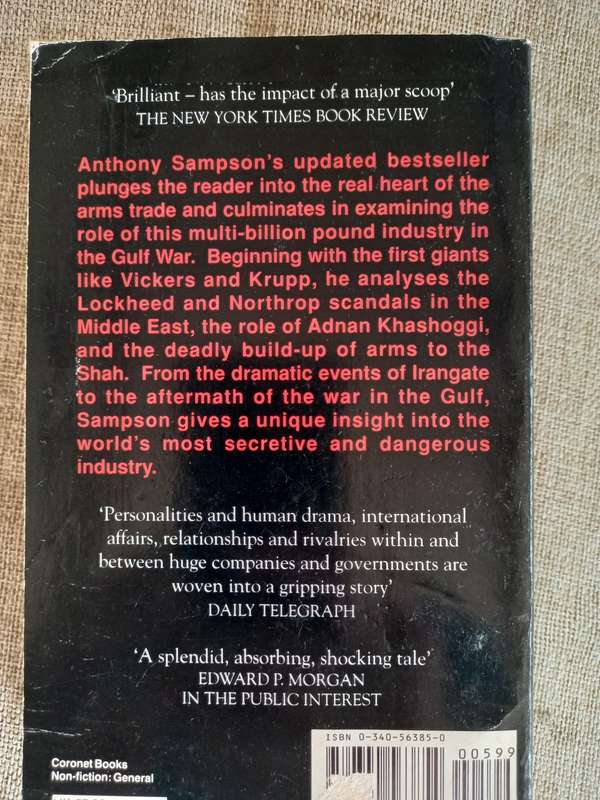 'Brilliant – has the impact of a major scoop'
THE NEW YORK TIMES BOOK REVIEW
Anthony Sampson's updated bestseller
plunges the reader into the real heart of the
arms trade and culminates in examining the
role of this multi-billion pound industry in
the Gulf War. Beginning with the first giants
like Vickers and Krupp, he analyses the
Lockheed and Northrop scandals in the
Middle East, the role of Adnan Khashoggi,
and the deadly build-up of arms to the
Shah. From the dramatic events of Irangate
to the aftermath of the war in the Gulf,
Sampson gives a unique insight into the
world's most secretive and dangerous
industry.
'Personalities and human drama, international
affairs, relationships and rivalries within and
between huge companies and governments are
woven into a gripping story'
DAILY TELEGRAPH
'A splendid, absorbing, shocking tale'
EDWARD P. MORGAN
IN THE PUBLIC INTEREST
ISBN 0-340-56385-0
00599
Coronet Books
Non-fiction: General